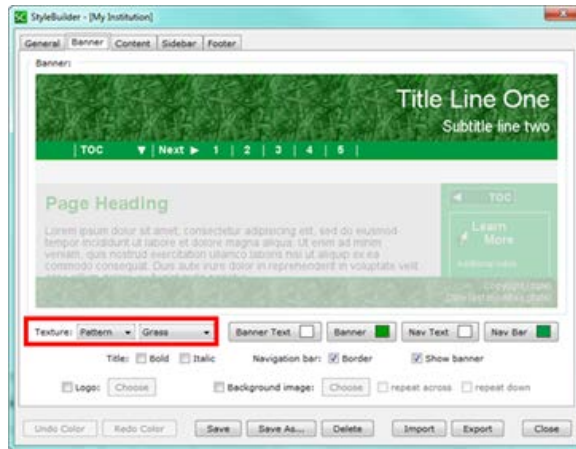 StyleBuilder - [My Institution]
General Banner Content Sidebar Footer
Banner:
Title Line One
Subtitle line two
TOC ▼ Next ► 1 | 2 | 3 | 4 | 5 |
Page Heading
◄ TOC
Learn More
Lorem ipsum dolor sit amet, consectetur adipiscing elit, sed do eiusmod
tempor incididunt ut labore et dolore magna aliqua. Ut enim ad minim
veniam, quis nostrud exercitation ullamco laboris nisi ut aliquip ex ea
commodo consequat. Duis aute irure dolor in reprehenderit in voluptate velit
Texture: Pattern Grass Banner Text Banner Nav Text Nav Bar
Title: Bold Italic Navigation bar: Border Show banner
Logo: Choose Background image: Choose repeat across repeat down
Undo Color Redo Color Save Save As... Delete Import Export Close